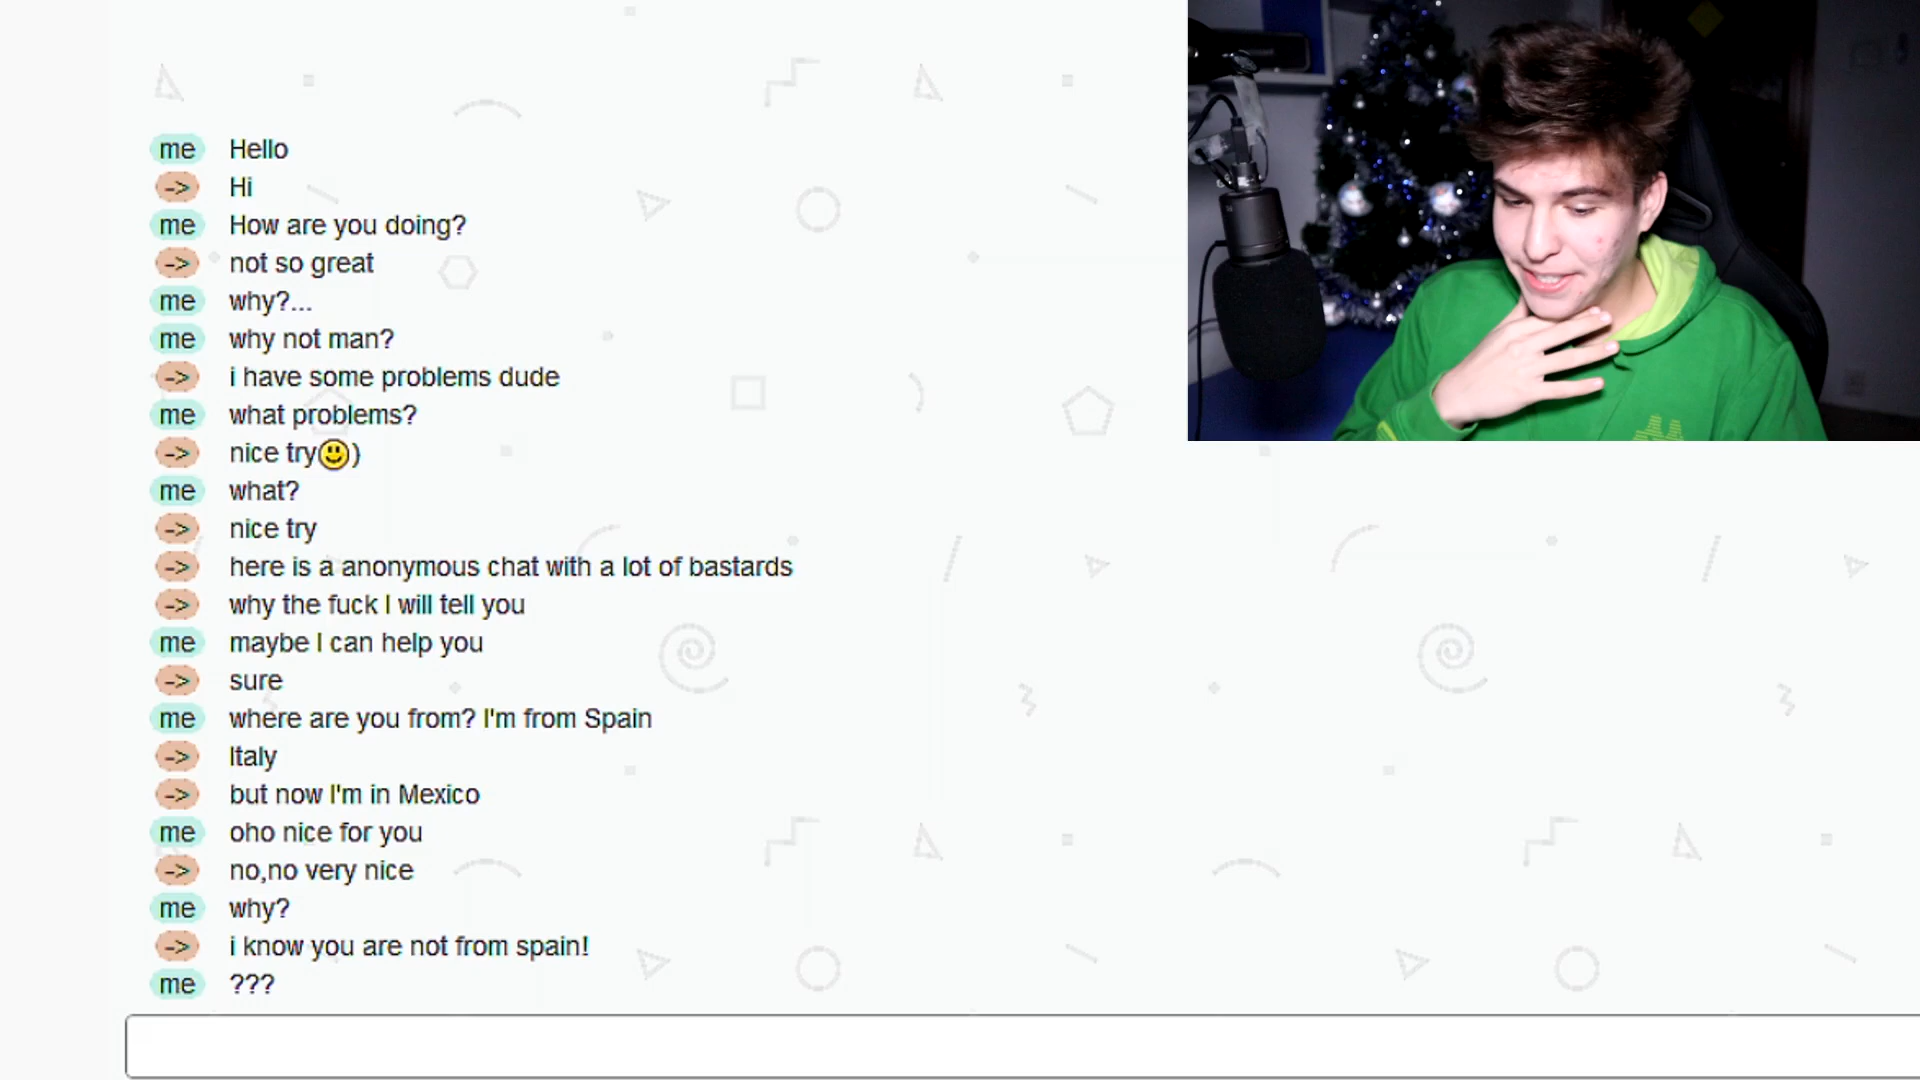 me Hello
-> Hi
me How are you doing?
-> not so great
me why?...
me why not man?
-> i have some problems dude
me what problems?
-> nice try🙂)
me what?
-> nice try
-> here is a anonymous chat with a lot of bastards
-> why the fuck I will tell you
me maybe I can help you
-> sure
me where are you from? I'm from Spain
-> Italy
-> but now I'm in Mexico
me oho nice for you
-> no,no very nice
me why?
-> i know you are not from spain!
me ???